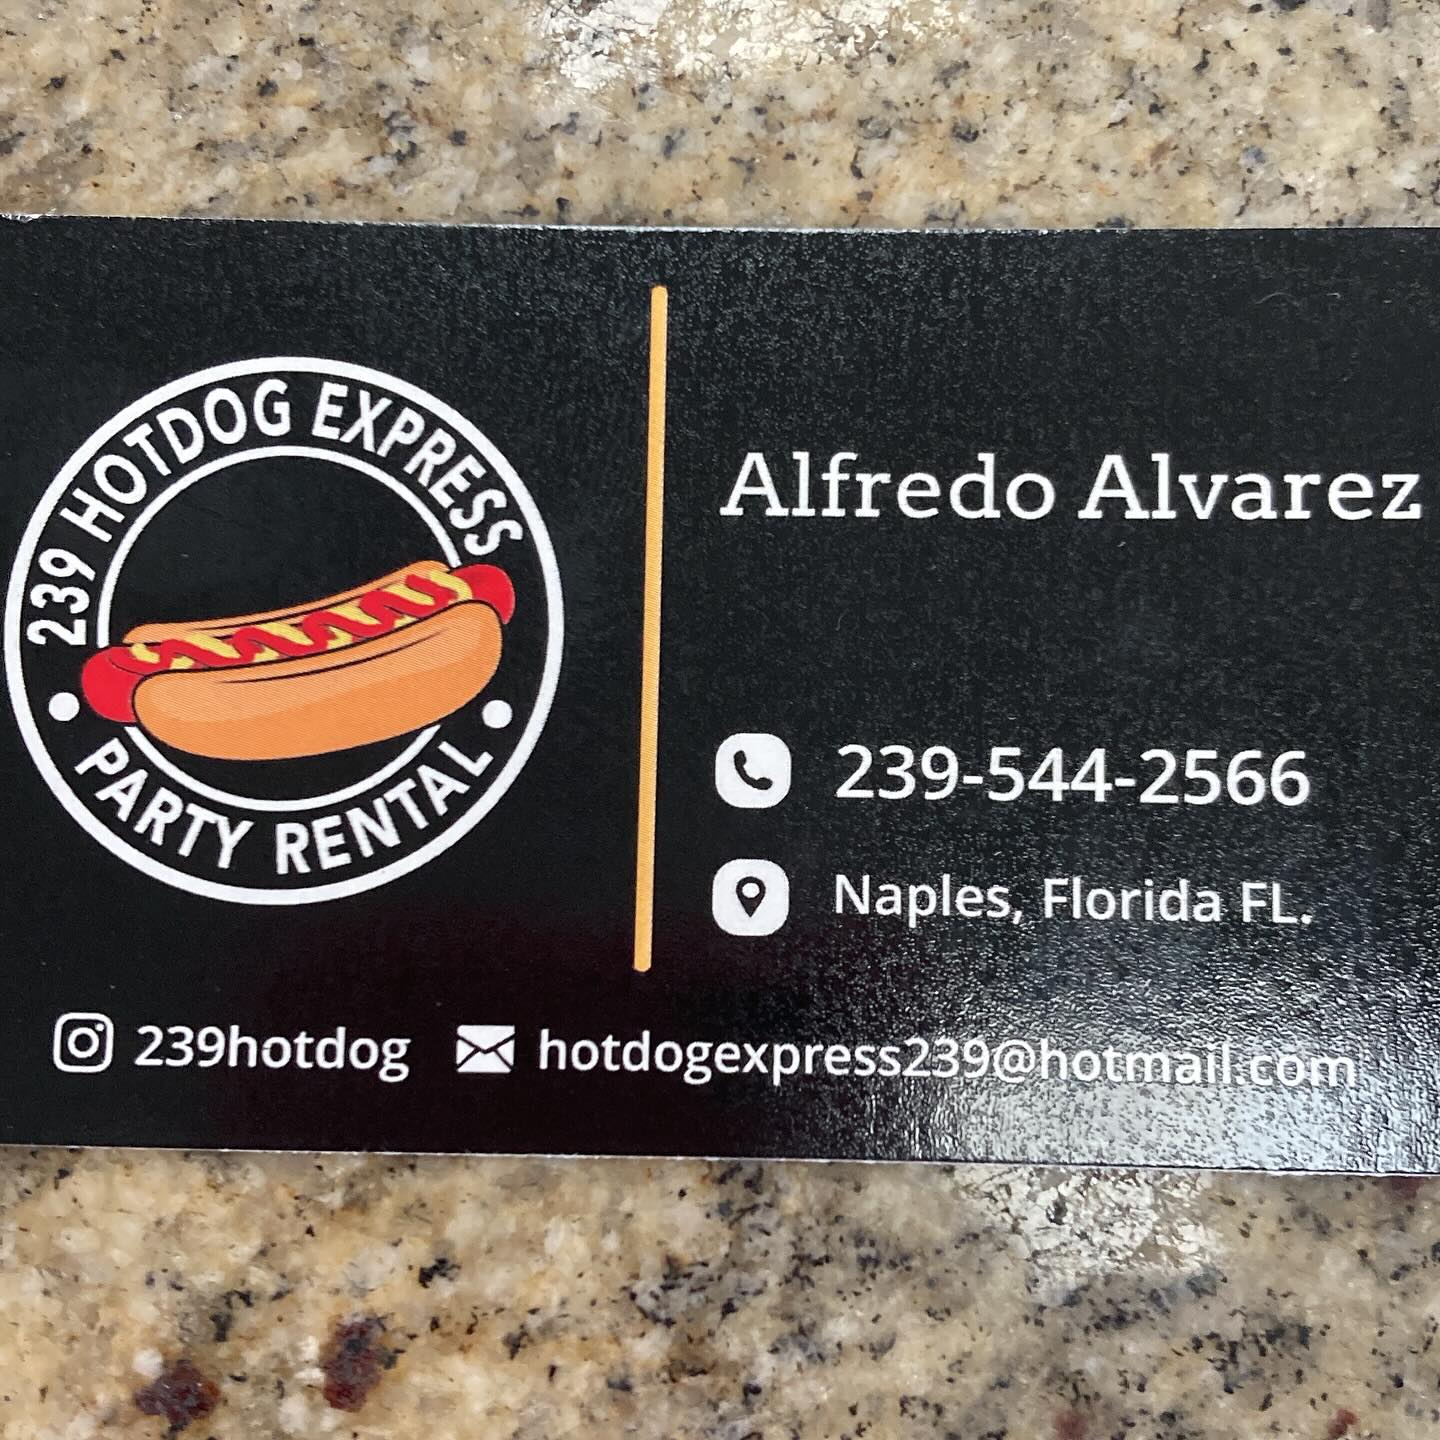 239 HOTDOG EXPRESS
PARTY RENTAL
Alfredo Alvarez
239-544-2566
Naples, Florida FL.
239hotdog
hotdogexpress239@hotmail.com